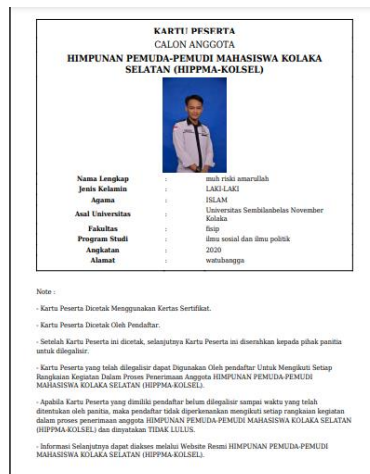 KARTU PESERTA
CALON ANGGOTA
HIMPUNAN PEMUDA-PEMUDI MAHASISWA KOLAKA
SELATAN (HIPPMA-KOLSEL)
Nama Lengkap : muh riski amarullah
Jenis Kelamin : LAKI-LAKI
Agama : ISLAM
Asal Universitas : Universitas Sembilanbelas November
Kolaka
Fakultas : fisip
Program Studi : ilmu sosial dan ilmu politik
Angkatan : 2020
Alamat : watubangga
Note :
- Kartu Peserta Dicetak Menggunakan Kertas Sertifikat.
- Kartu Peserta Dicetak Oleh Pendaftar.
- Setelah Kartu Peserta ini dicetak, selanjutnya Kartu Peserta ini diserahkan kepada pihak panitia
untuk dilegalisir.
- Kartu Peserta yang telah dilegalisir dapat Digunakan Oleh pendaftar Untuk Mengikuti Setiap
Rangkaian Kegiatan Dalam Proses Penerimaan Anggota HIMPUNAN PEMUDA-PEMUDI
MAHASISWA KOLAKA SELATAN (HIPPMA-KOLSEL).
- Apabila Kartu Peserta yang dimiliki pendaftar belum dilegalisir sampai waktu yang telah
ditentukan oleh panitia, maka pendaftar tidak diperkenankan mengikuti setiap rangkaian kegiatan
dalam proses penerimaan anggota HIMPUNAN PEMUDA-PEMUDI MAHASISWA KOLAKA SELATAN
(HIPPMA-KOLSEL) dan dinyatakan TIDAK LULUS.
- Informasi Selanjutnya dapat diakses melalui Website Resmi HIMPUNAN PEMUDA-PEMUDI
MAHASISWA KOLAKA SELATAN (HIPPMA-KOLSEL).